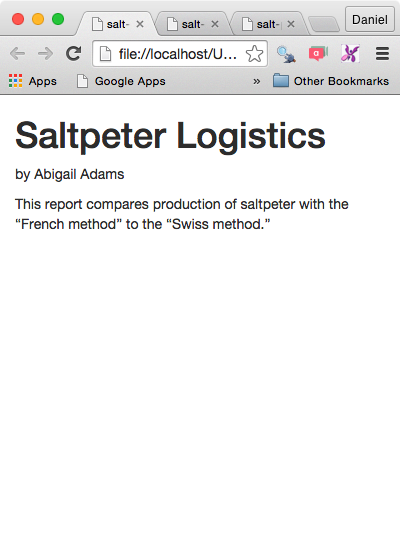 salt- salt- salt- Daniel
file://localhost/U...
Apps Google Apps » Other Bookmarks
Saltpeter Logistics
by Abigail Adams
This report compares production of saltpeter with the
“French method” to the “Swiss method.”